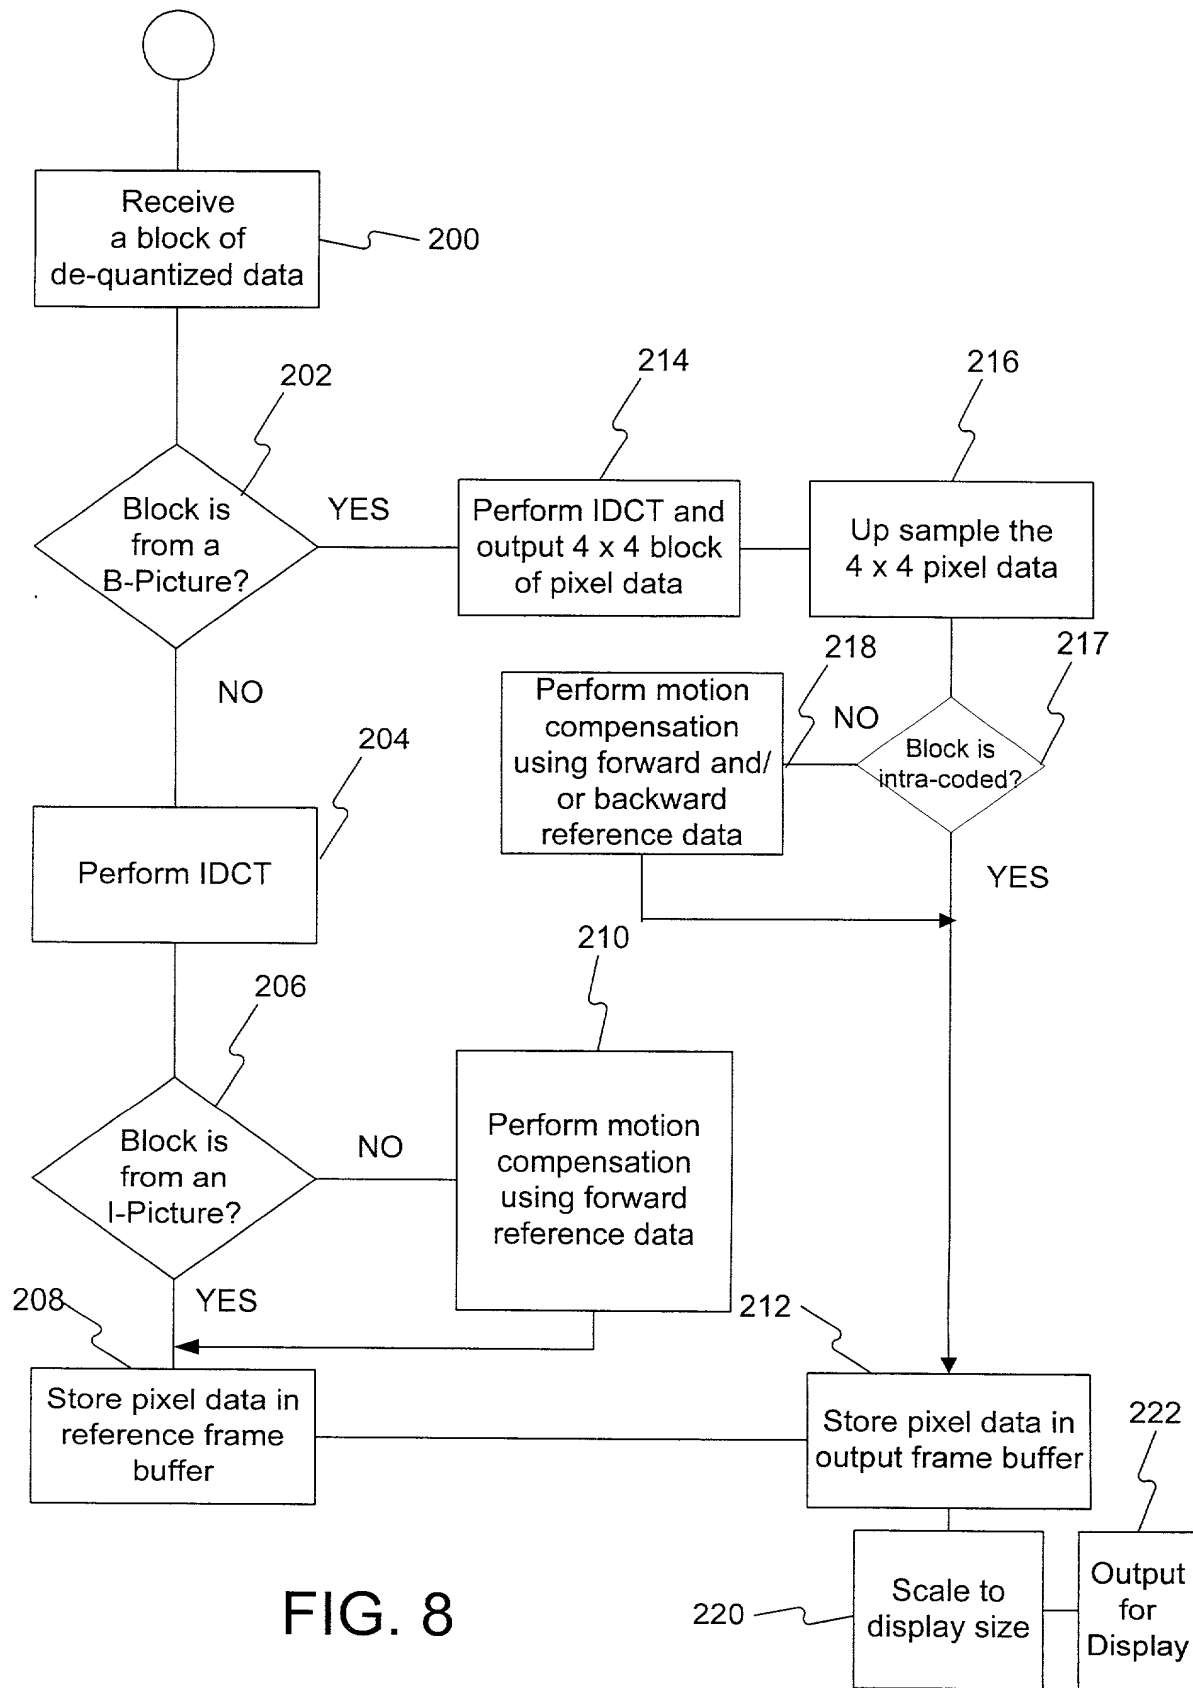 Receive
a block of
de-quantized data
200
202
214
216
Block is
from a
B-Picture?
YES
Perform IDCT and
output 4 x 4 block
of pixel data
Up sample the
4 x 4 pixel data
NO
218
217
Perform motion
compensation
using forward and/
or backward
reference data
NO
Block is
intra-coded?
204
Perform IDCT
YES
210
206
Block is
from an
I-Picture?
NO
Perform motion
compensation
using forward
reference data
208
YES
212
Store pixel data in
reference frame
buffer
Store pixel data in
output frame buffer
222
FIG. 8
220
Scale to
display size
Output
for
Display